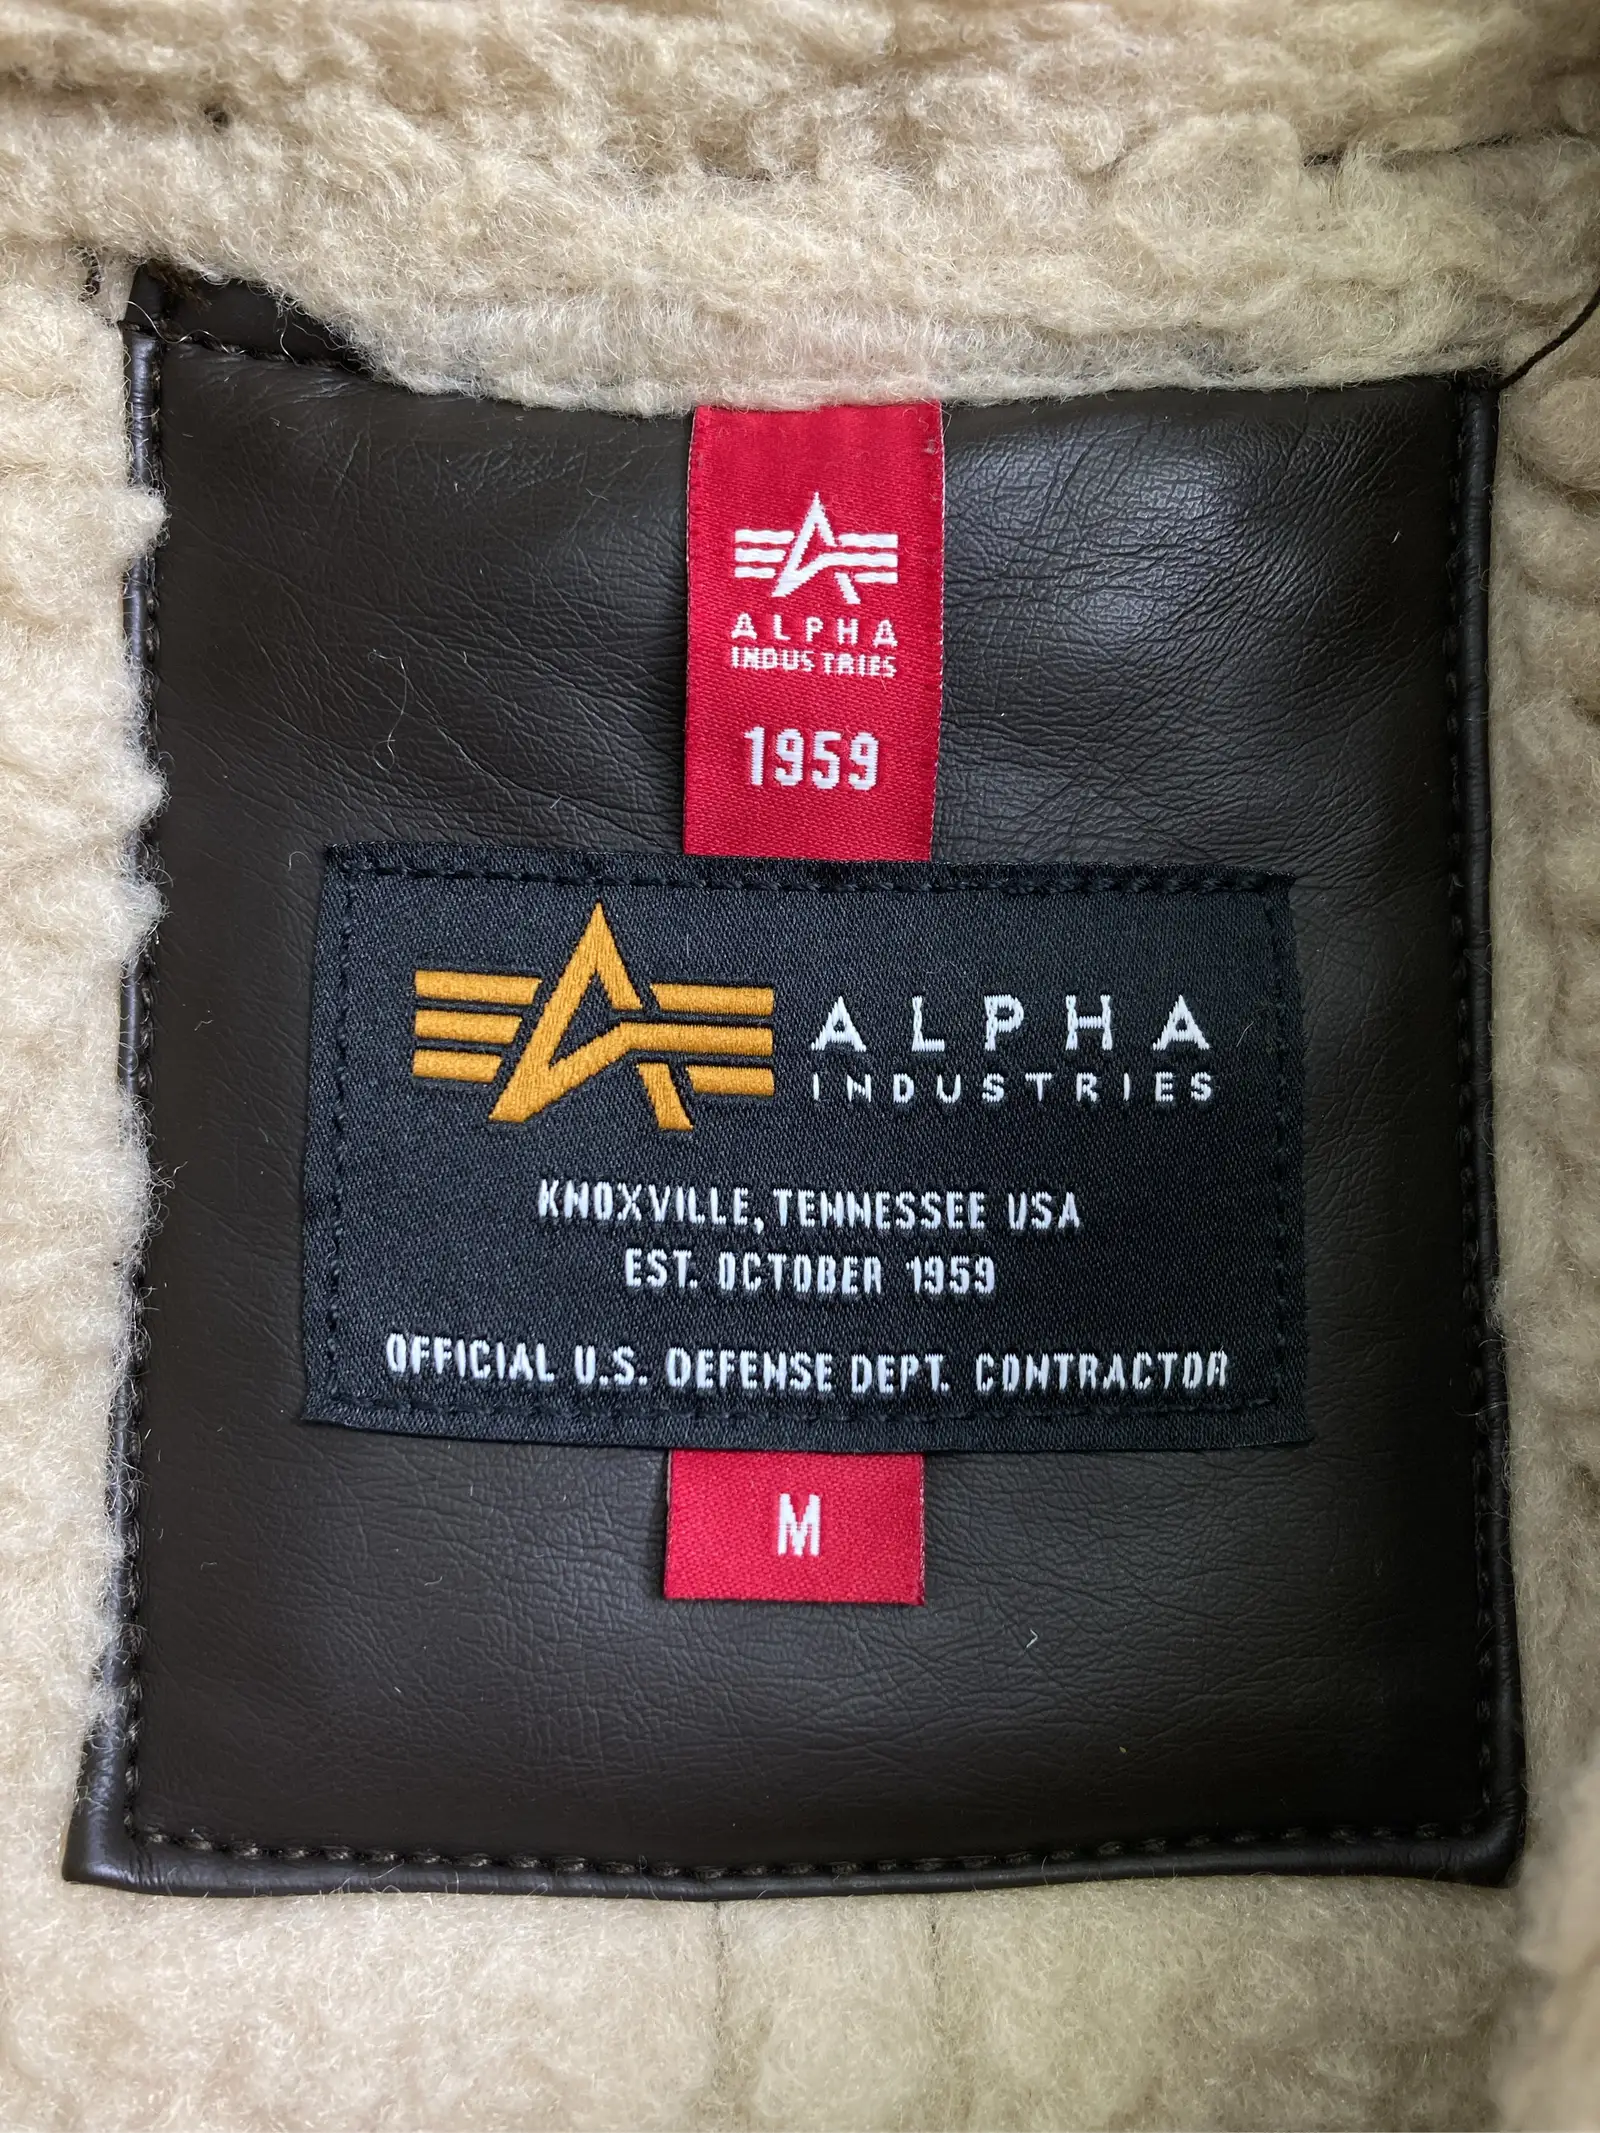 ALPHA
INDUSTRIES
1959
ALPHA
INDUSTRIES
KNOXVILLE, TENNESSEE USA
EST. OCTOBER 1959
OFFICIAL U.S. DEFENSE DEPT. CONTRACTOR
M